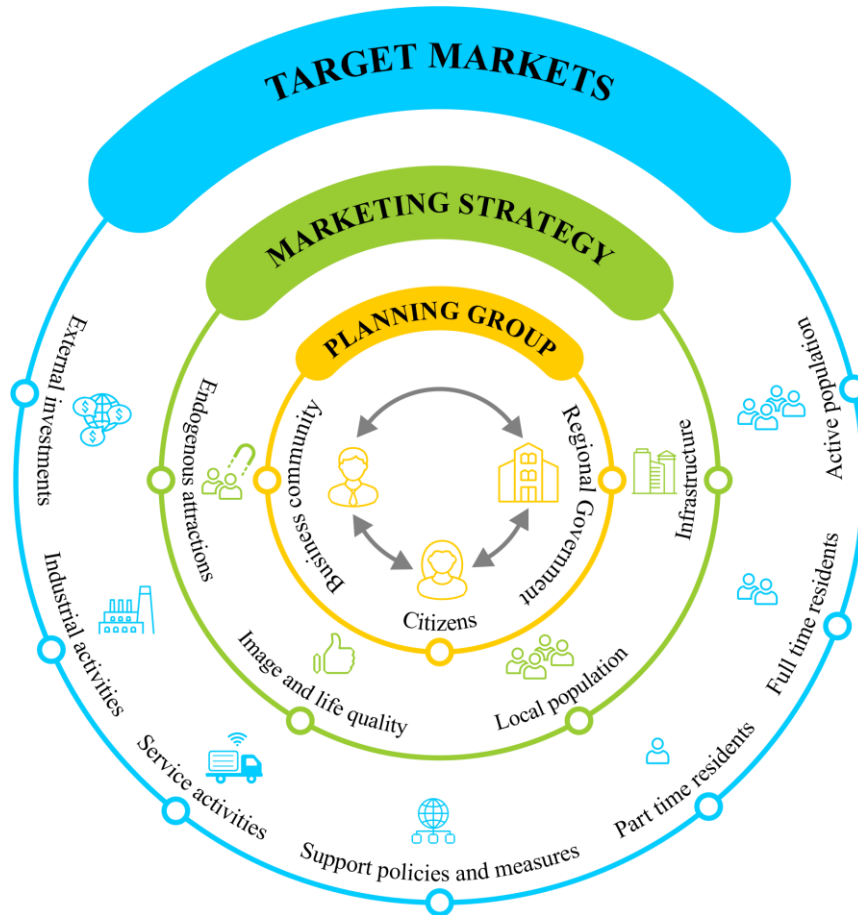 TARGET MARKETS
MARKETING STRATEGY
PLANNING GROUP
External investments
Endogenous attractions
Business community
Regional Government
Infrastructure
Active population
Citizens
Industrial activities
Image and life quality
Local population
Full time residents
Service activities
Part time residents
Support policies and measures
$
$
$